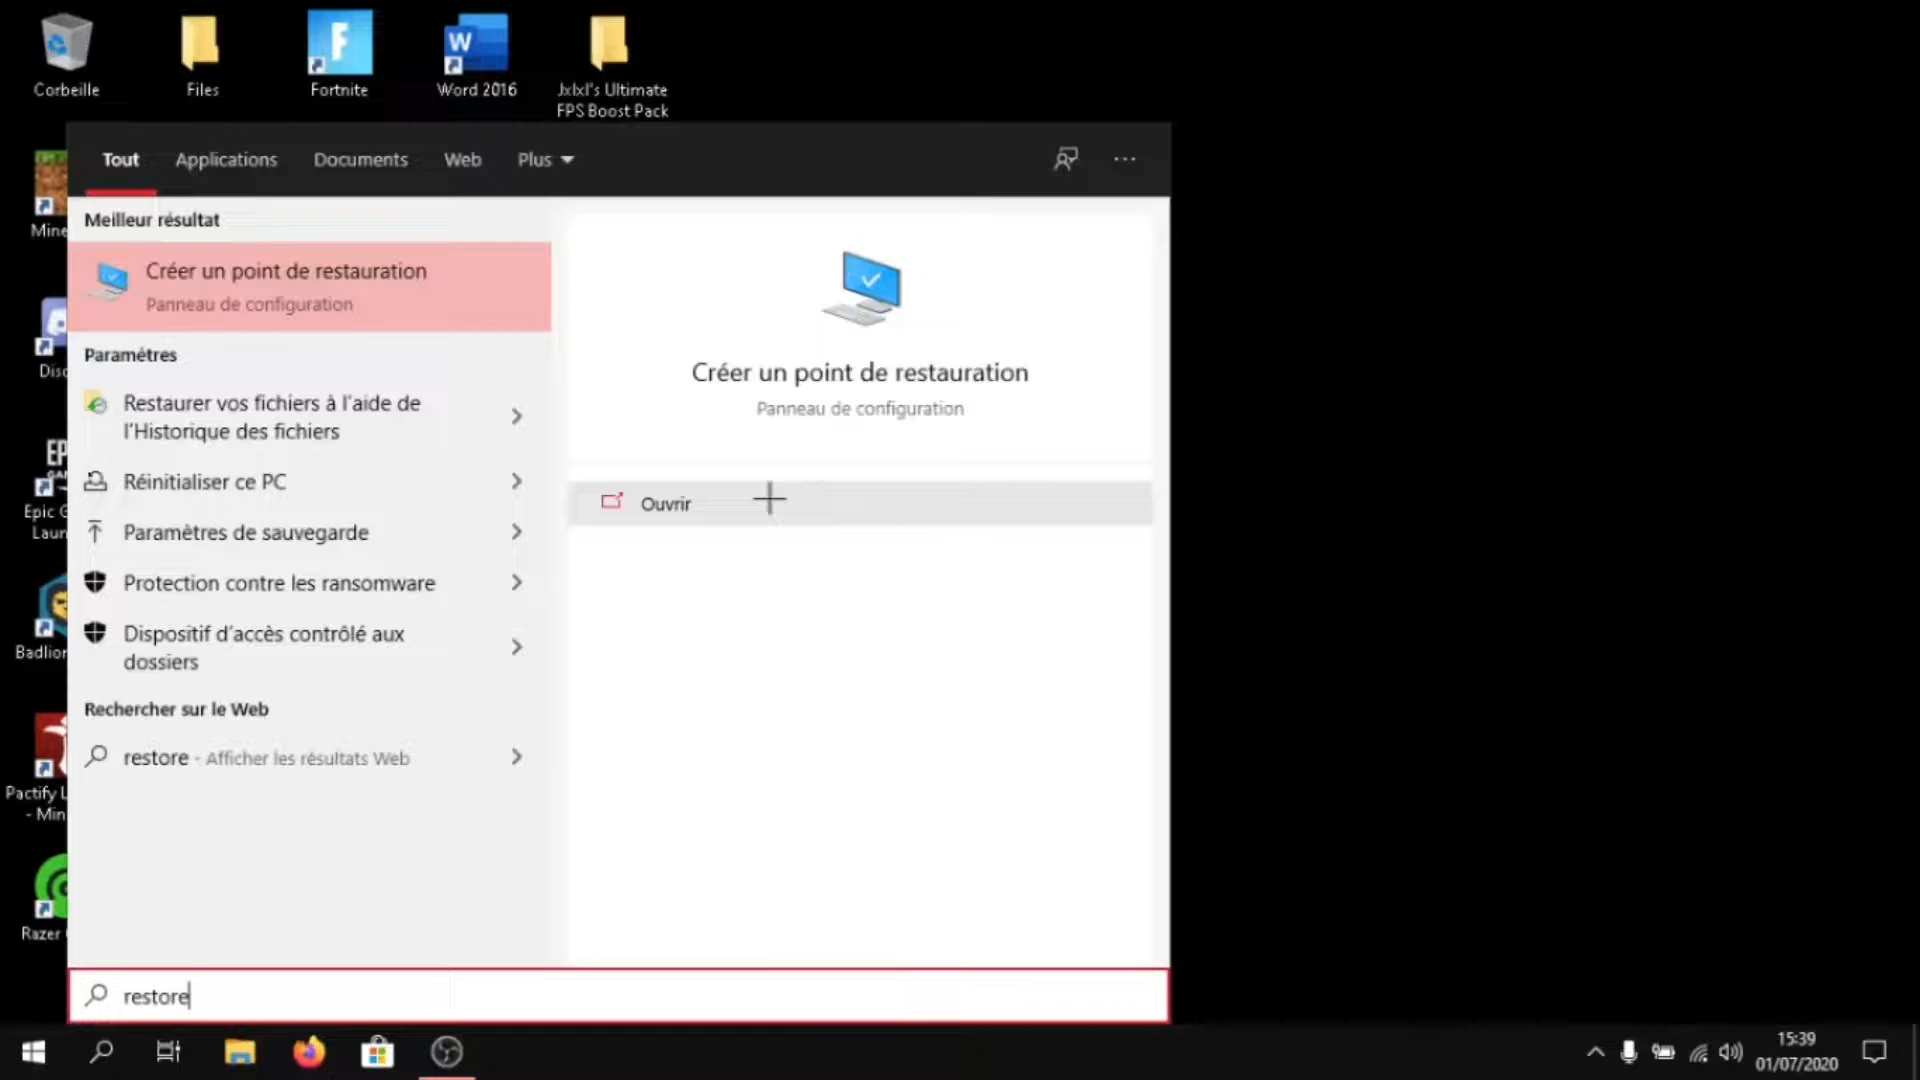 Corbeille
Files
Fortnite
Word 2016
Jxlxl's Ultimate
FPS Boost Pack
Tout
Applications
Documents
Web
Plus
Mine
Meilleur résultat
Créer un point de restauration
Panneau de configuration
Créer un point de restauration
Panneau de configuration
Paramètres
Restaurer vos fichiers à l'aide de
l'Historique des fichiers
Disc
Réinitialiser ce PC
Ouvrir
Epic G
Laun
Paramètres de sauvegarde
Protection contre les ransomware
Dispositif d'accès contrôlé aux
dossiers
Badlion
Rechercher sur le Web
restore - Afficher les résultats Web
Pactify L
- Min
Razer
restore
15:39
01/07/2020